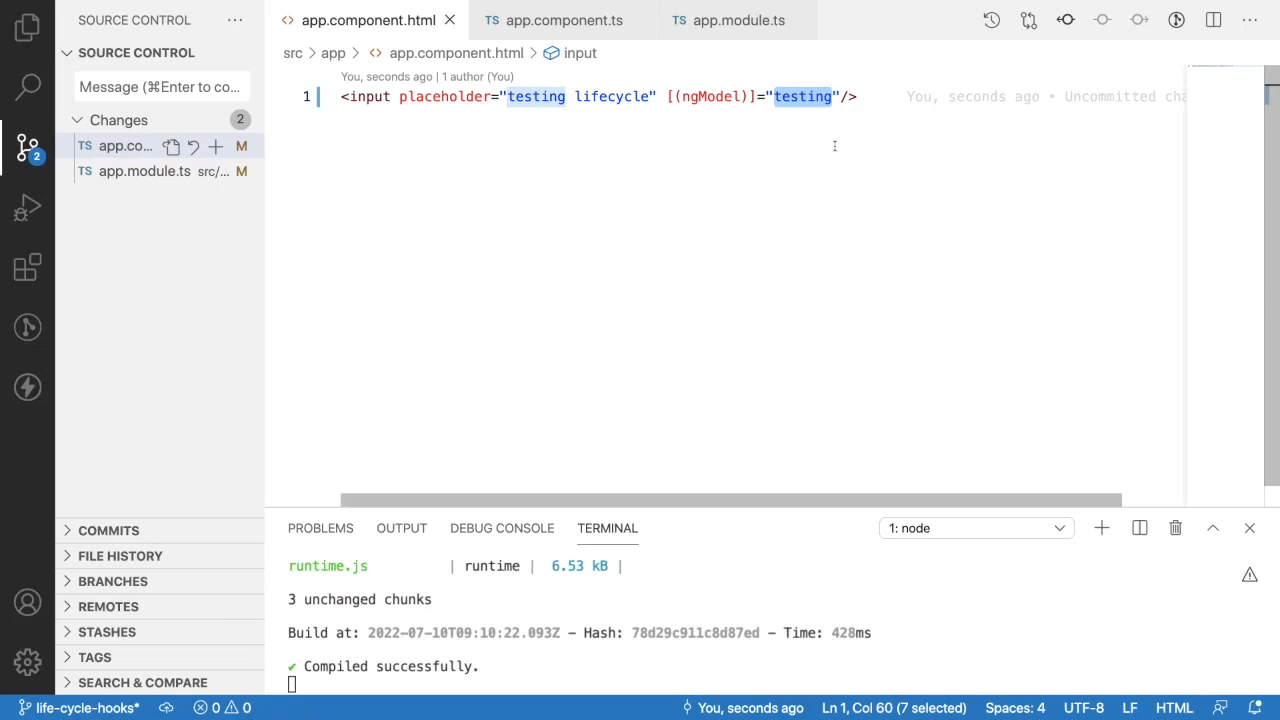 SOURCE CONTROL
SOURCE CONTROL
Message (⌘Enter to co...
Changes 2
TS app.co... M
TS app.module.ts src/... M
COMMITS
FILE HISTORY
BRANCHES
REMOTES
STASHES
TAGS
SEARCH & COMPARE
2
app.component.html
TS app.component.ts
TS app.module.ts
src > app > app.component.html > input
You, seconds ago | 1 author (You)
1 <input placeholder="testing lifecycle" [(ngModel)]="testing"/> You, seconds ago • Uncommitted cha
PROBLEMS OUTPUT DEBUG CONSOLE TERMINAL 1: node
runtime.js | runtime | 6.53 kB |
3 unchanged chunks
Build at: 2022-07-10T09:10:22.093Z - Hash: 78d29c911c8d87ed - Time: 428ms
✔ Compiled successfully.
life-cycle-hooks* 0 0 You, seconds ago Ln 1, Col 60 (7 selected) Spaces: 4 UTF-8 LF HTML